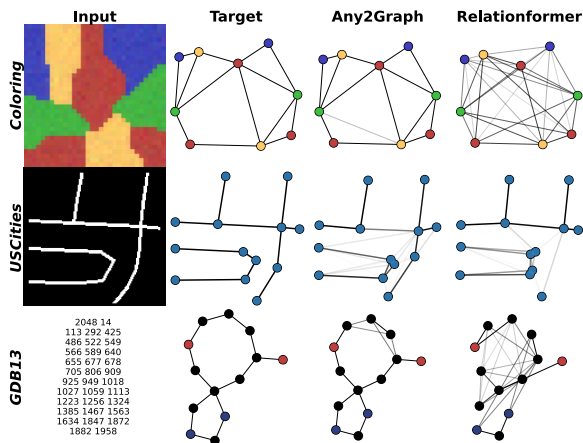 Input Target Any2Graph Relationformer
Coloring
USCities
GDB13
2048 14
113 292 425
486 522 549
566 589 640
655 677 678
705 806 909
925 949 1018
1027 1059 1113
1223 1256 1324
1385 1467 1563
1634 1847 1872
1882 1958